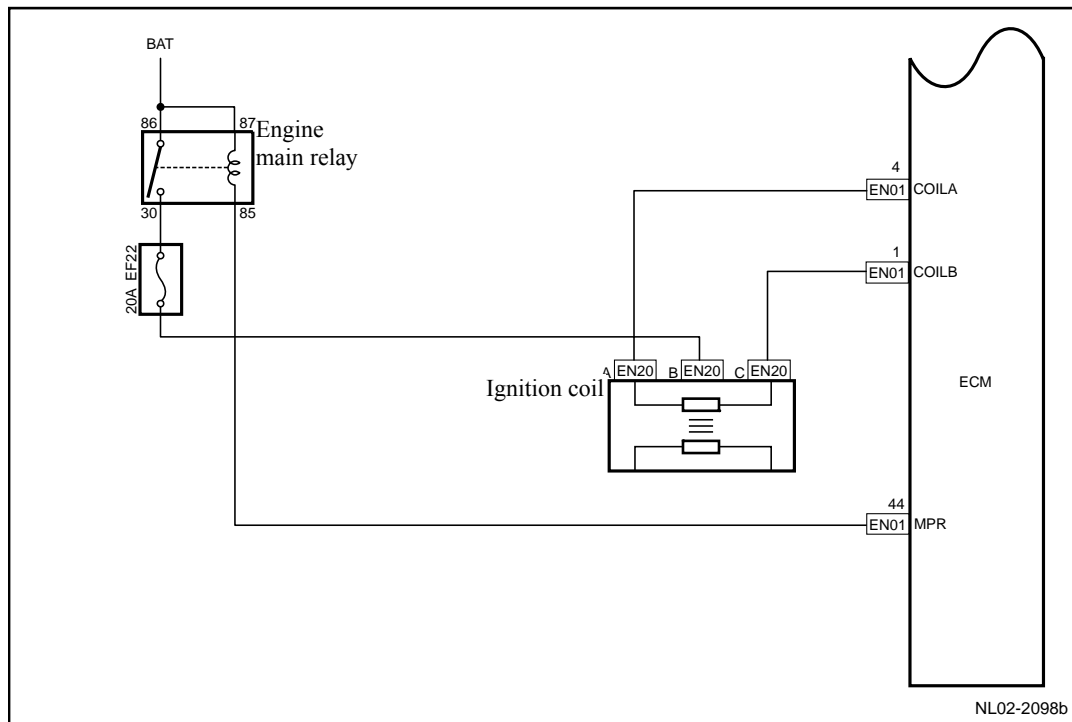 BAT
86
87
Engine
main relay
30
85
20A EF22
4
EN01
COILA
1
EN01
COILB
A
EN20
B
EN20
C
EN20
Ignition coil
ECM
44
EN01
MPR
NL02-2098b